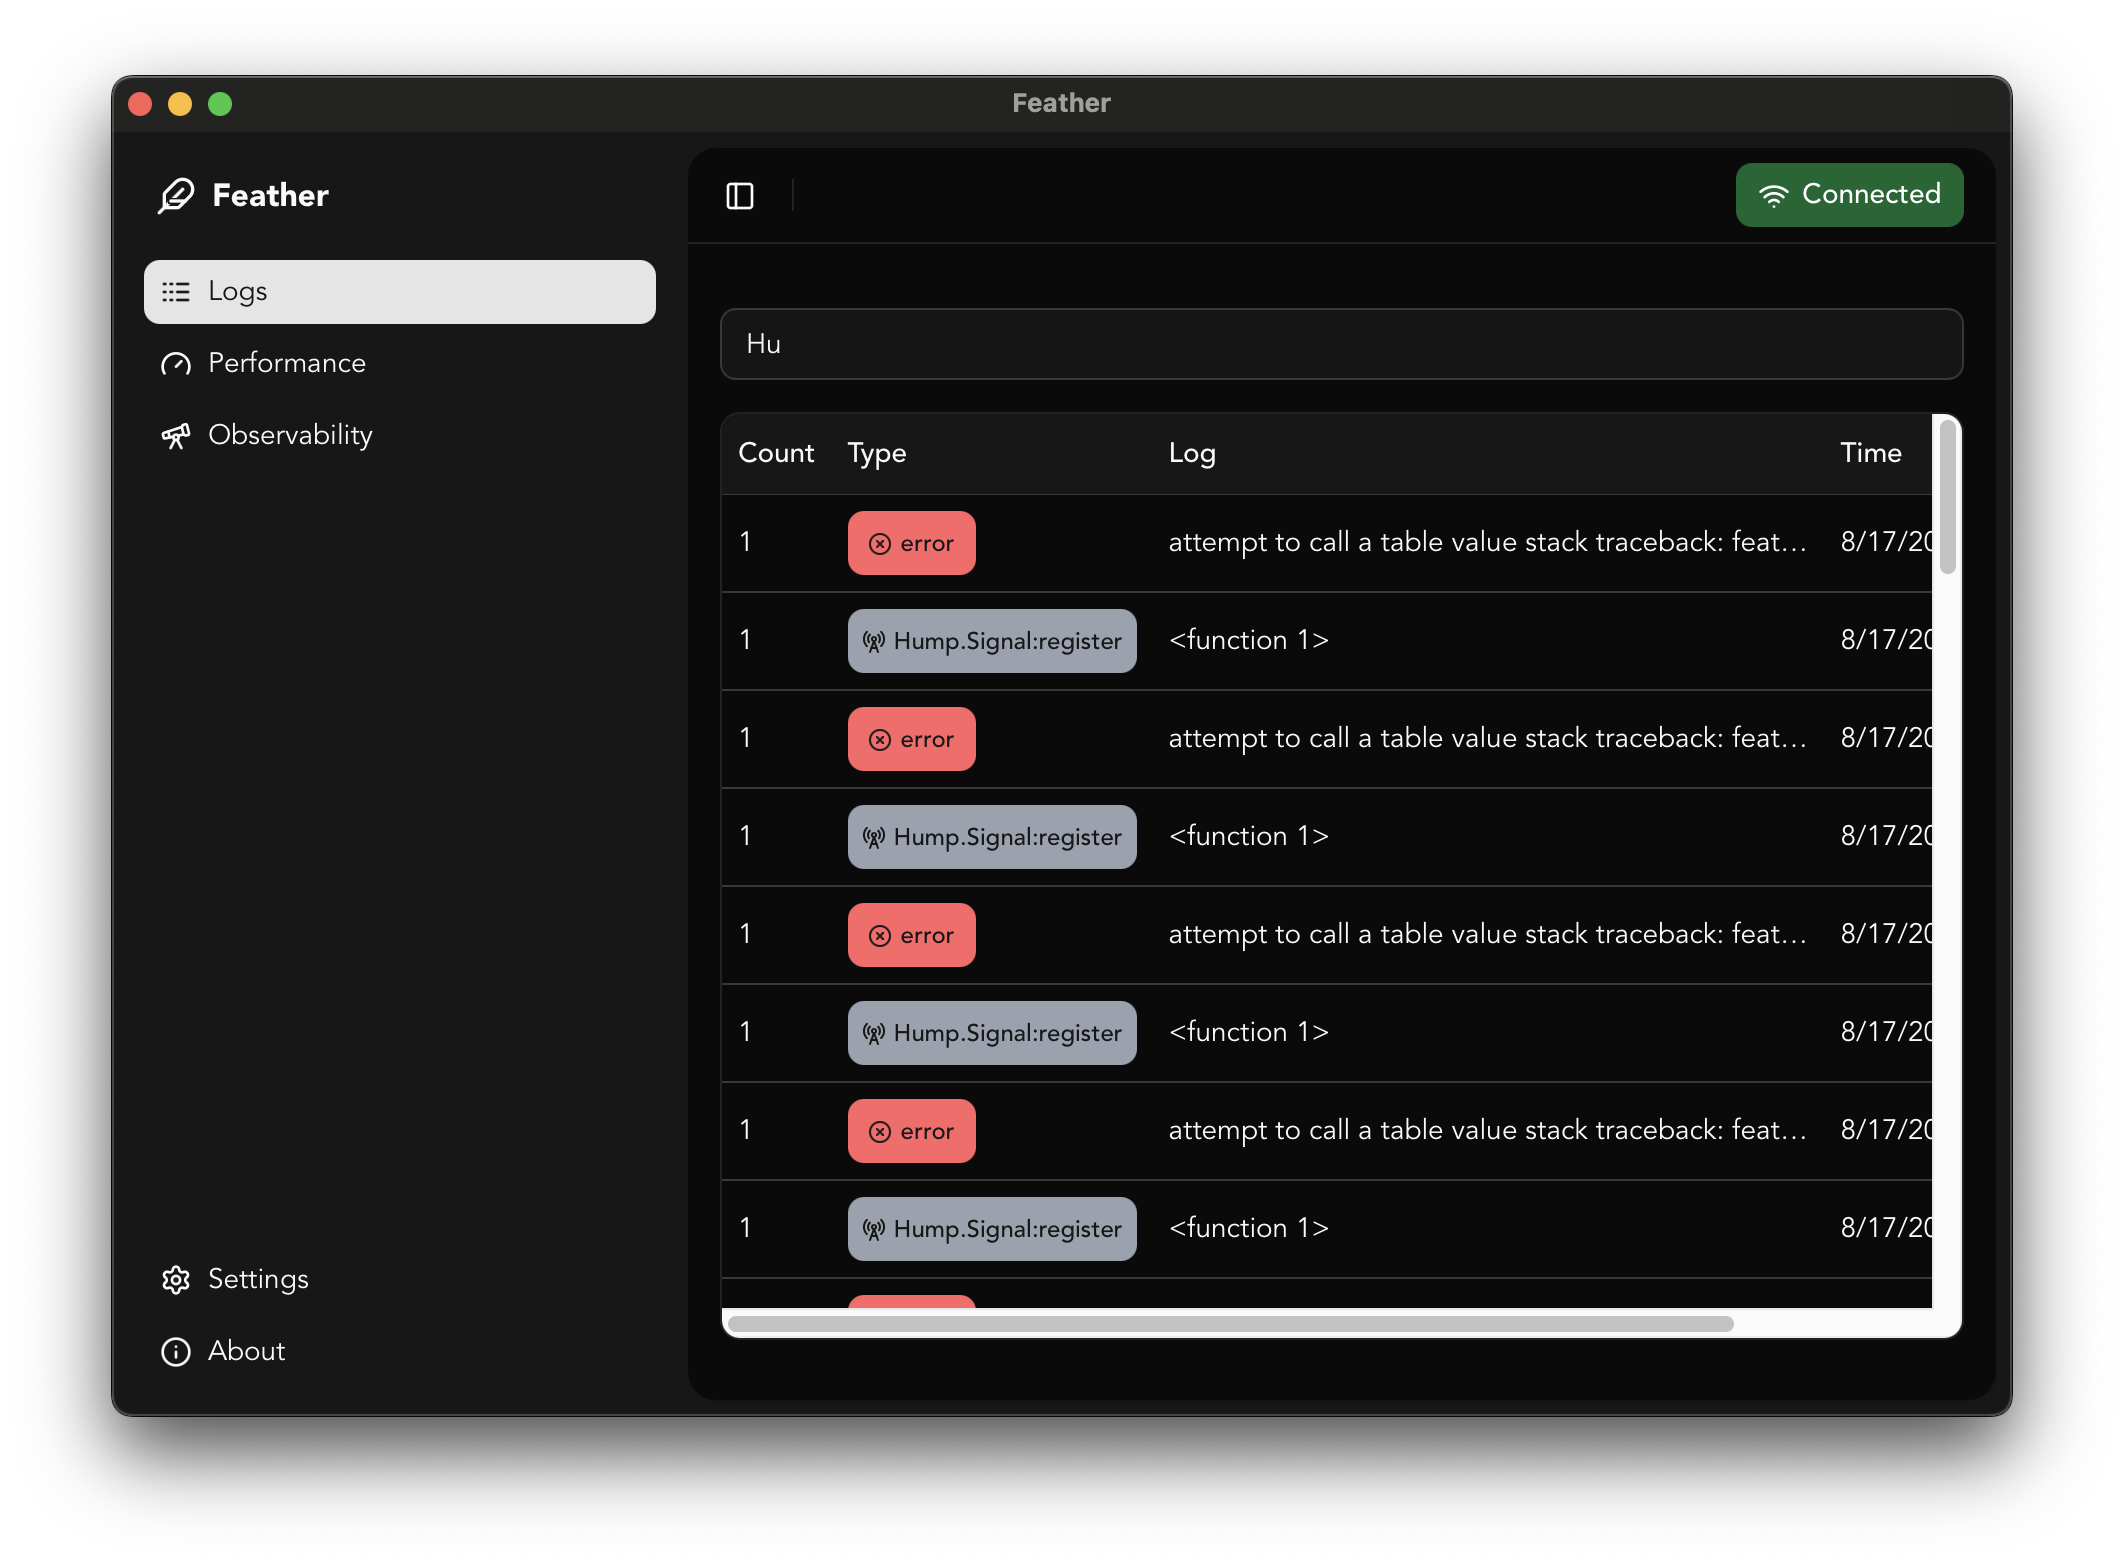 Feather
Feather
Connected
Logs
Performance
Observability
Settings
About
Hu
Count Type Log Time
1 error attempt to call a table value stack traceback: feat… 8/17/20
1 Hump.Signal:register <function 1> 8/17/20
1 error attempt to call a table value stack traceback: feat… 8/17/20
1 Hump.Signal:register <function 1> 8/17/20
1 error attempt to call a table value stack traceback: feat… 8/17/20
1 Hump.Signal:register <function 1> 8/17/20
1 error attempt to call a table value stack traceback: feat… 8/17/20
1 Hump.Signal:register <function 1> 8/17/20